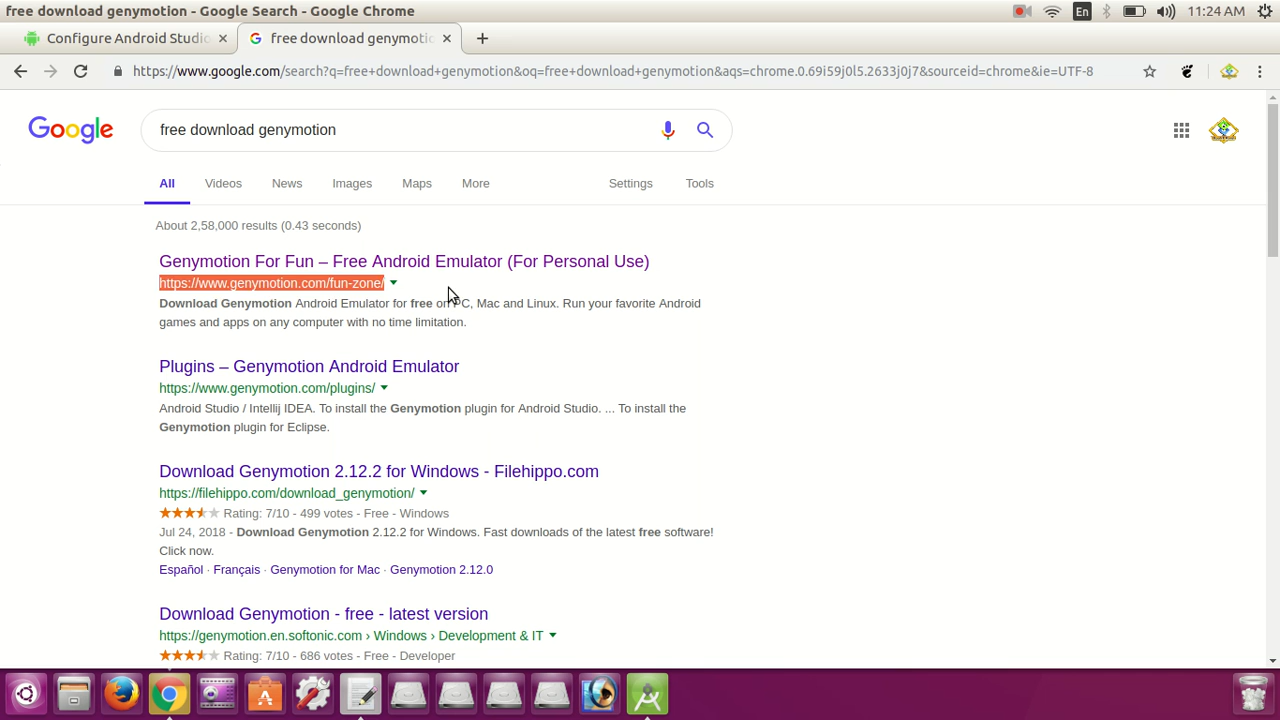 free download genymotion - Google Search - Google Chrome
En
11:24 AM
Configure Android Studio
free download genymotio
https://www.google.com/search?q=free+download+genymotion&oq=free+download+genymotion&aqs=chrome.0.69i59j0l5.2633j0j7&sourceid=chrome&ie=UTF-8
Google
free download genymotion
All
Videos
News
Images
Maps
More
Settings
Tools
About 2,58,000 results (0.43 seconds)
Genymotion For Fun – Free Android Emulator (For Personal Use)
https://www.genymotion.com/fun-zone/
Download Genymotion Android Emulator for free on PC, Mac and Linux. Run your favorite Android
games and apps on any computer with no time limitation.
Plugins – Genymotion Android Emulator
https://www.genymotion.com/plugins/
Android Studio / Intellij IDEA. To install the Genymotion plugin for Android Studio. ... To install the
Genymotion plugin for Eclipse.
Download Genymotion 2.12.2 for Windows - Filehippo.com
https://filehippo.com/download_genymotion/
Rating: 7/10 - 499 votes - Free - Windows
Jul 24, 2018 - Download Genymotion 2.12.2 for Windows. Fast downloads of the latest free software!
Click now.
Español · Français · Genymotion for Mac · Genymotion 2.12.0
Download Genymotion - free - latest version
https://genymotion.en.softonic.com › Windows › Development & IT
Rating: 7/10 - 686 votes - Free - Developer